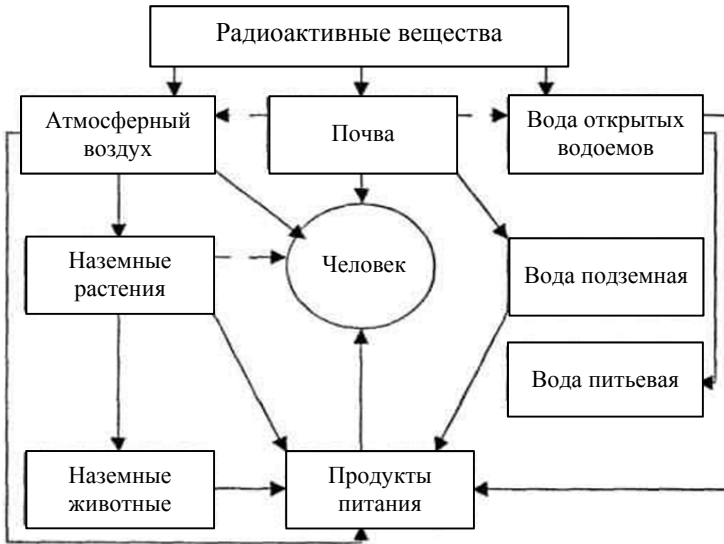 Радиоактивные вещества
Атмосферный
воздух
Почва
Вода открытых
водоемов
Наземные
растения
Человек
Вода подземная
Вода питьевая
Наземные
животные
Продукты
питания